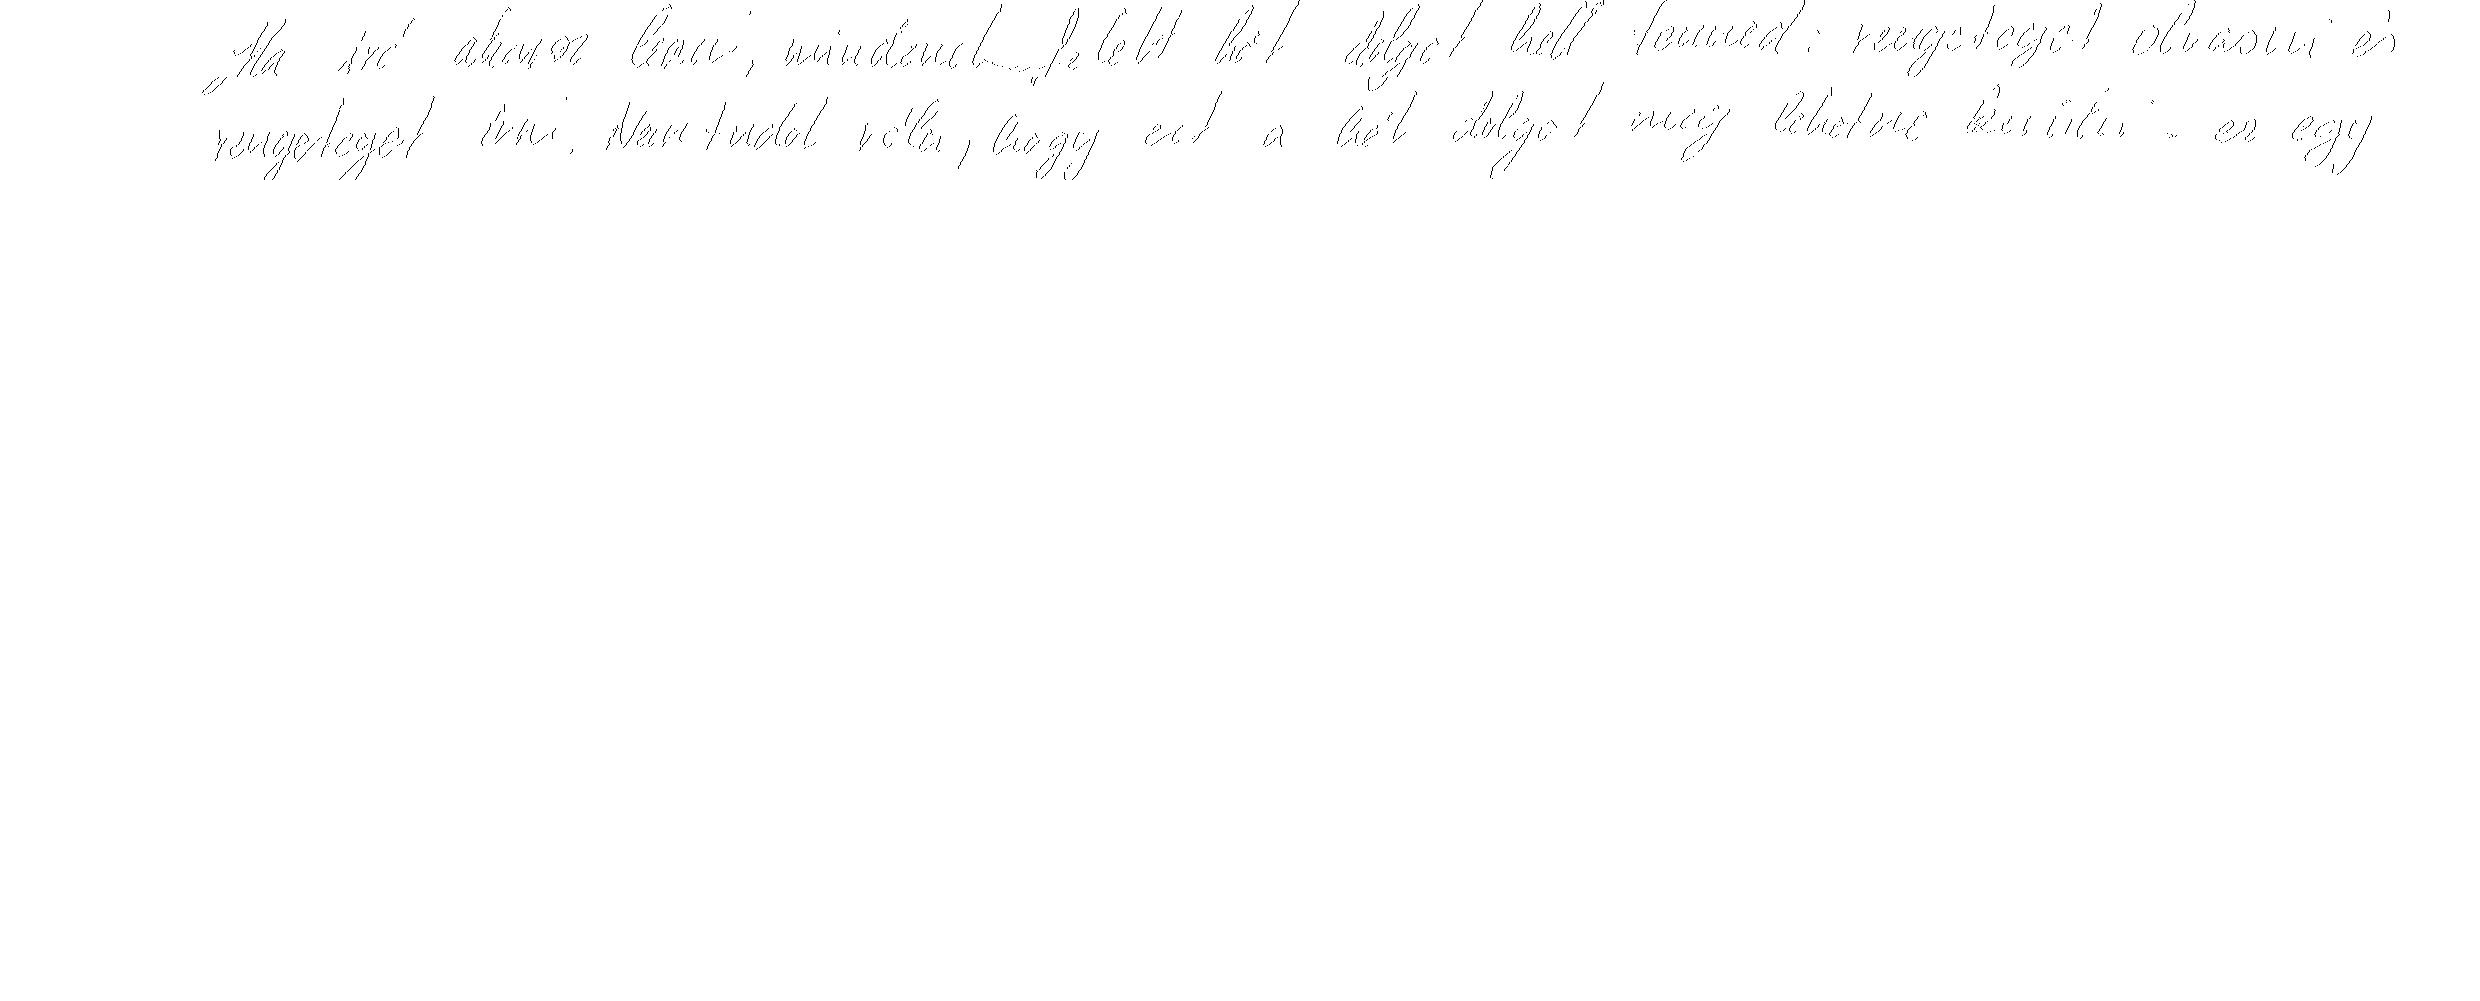 Ha író akarsz lenni, mindenek felett két dolgot kell tenned: rengeteget olvasni és
rengeteget írni. Nem tudok róla, hogy ezt a két dolgot meg lehetne kerülni - ez egy